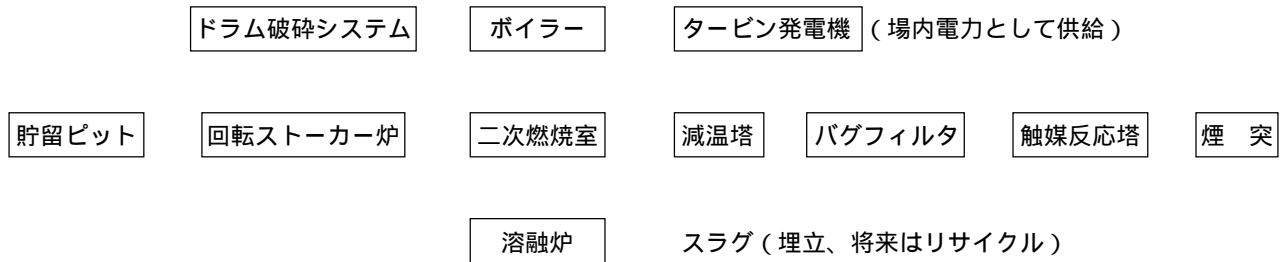 ドラム破砕システム ボイラー タービン発電機 (場内電力として供給)
貯留ピット 回転ストーカー炉 二次燃焼室 減温塔 バグフィルタ 触媒反応塔 煙 突
溶融炉 スラグ(埋立、将来はリサイクル)